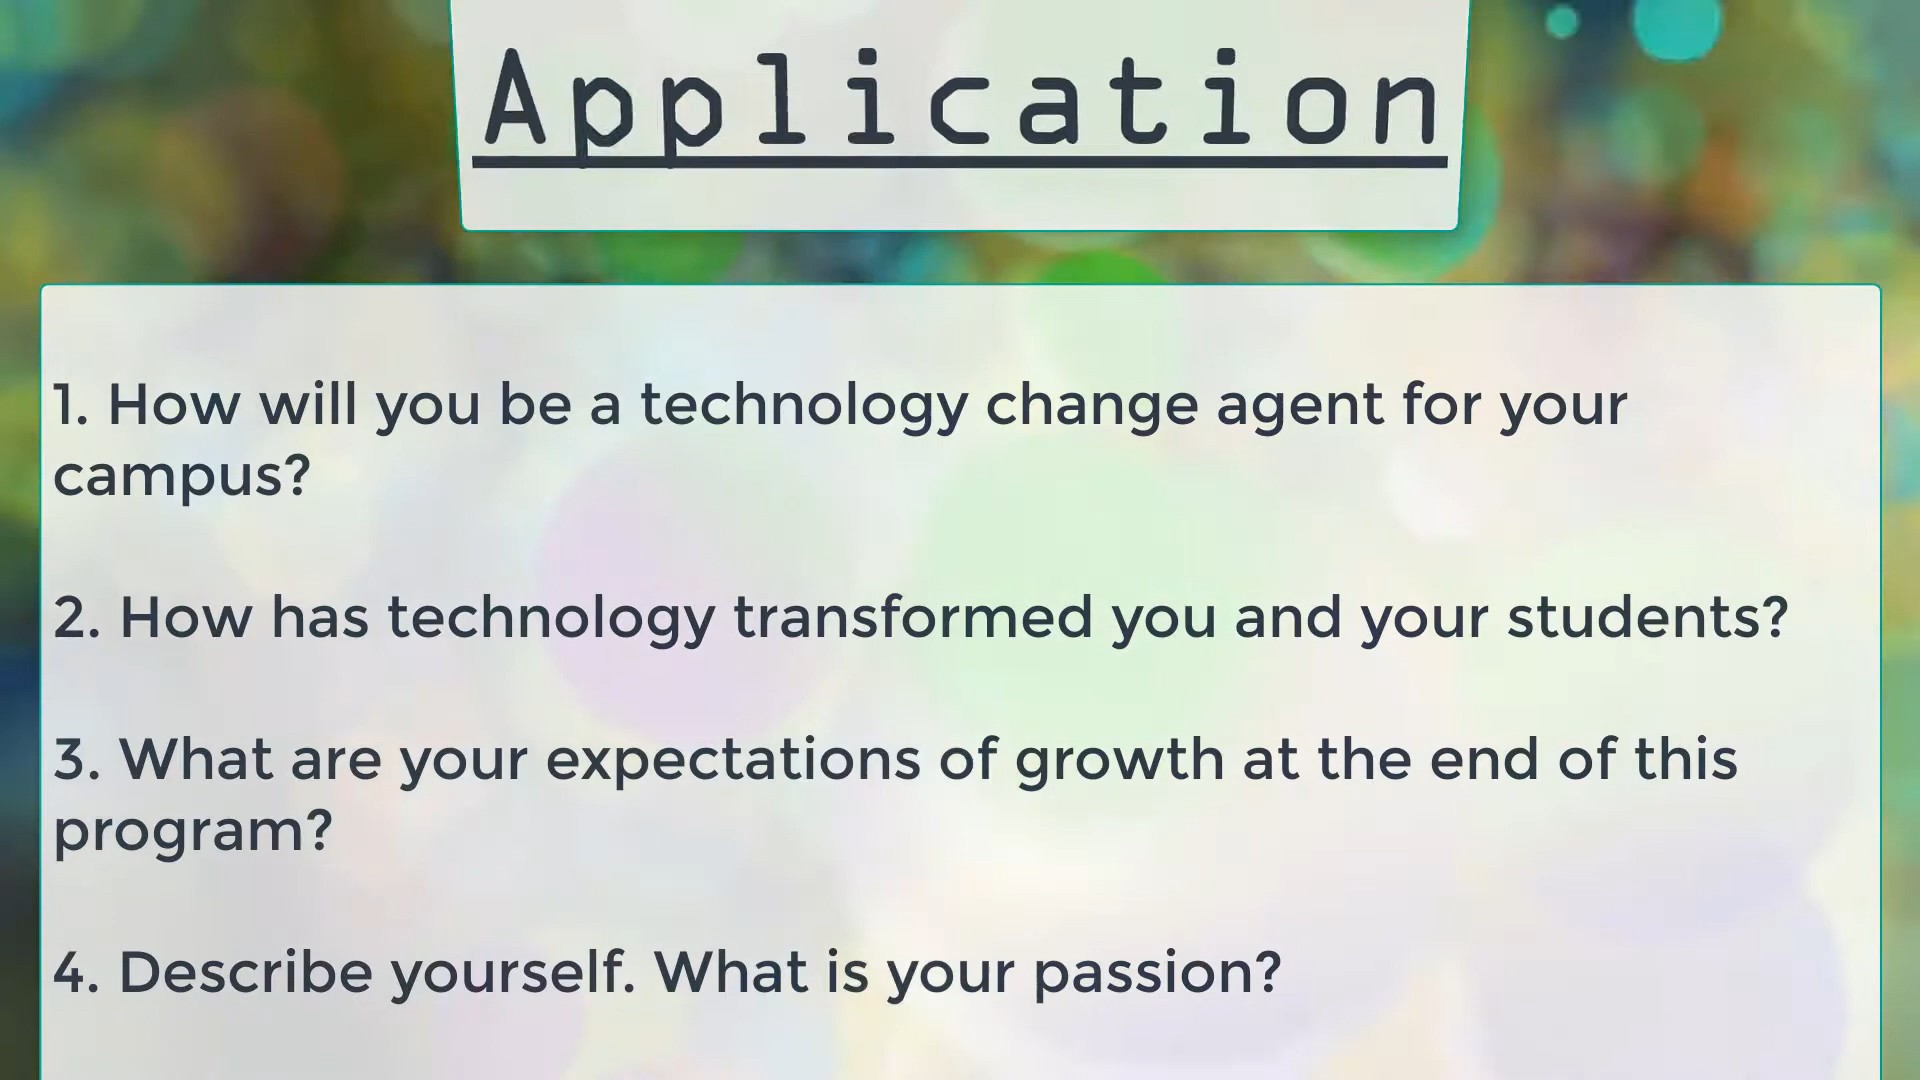 Application
1. How will you be a technology change agent for your
campus?
2. How has technology transformed you and your students?
3. What are your expectations of growth at the end of this
program?
4. Describe yourself. What is your passion?